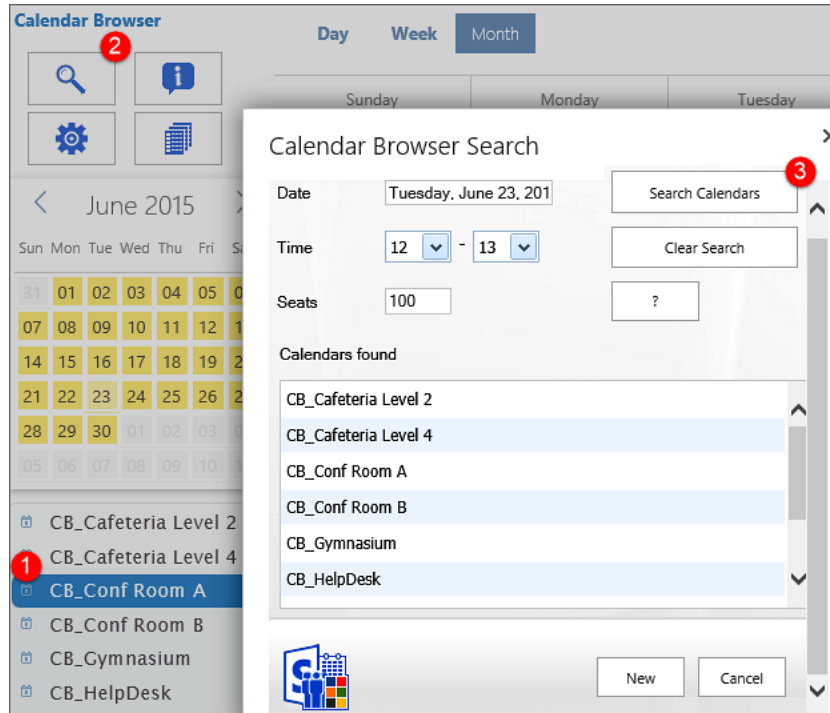 Calendar Browser
2
Day Week Month
Sunday Monday Tuesday
June 2015
Sun Mon Tue Wed Thu Fri
31 01 02 03 04 05
07 08 09 10 11 12
14 15 16 17 18 19
21 22 23 24 25 26
28 29 30 01 02 03
05 06 07 08 09 10
CB_Cafeteria Level 2
CB_Cafeteria Level 4
1
CB_Conf Room A
CB_Conf Room B
CB_Gymnasium
CB_HelpDesk
Calendar Browser Search
3
Date Tuesday, June 23, 201 Search Calendars
Time 12 - 13 Clear Search
Seats 100 ?
Calendars found
CB_Cafeteria Level 2
CB_Cafeteria Level 4
CB_Conf Room A
CB_Conf Room B
CB_Gymnasium
CB_HelpDesk
New Cancel